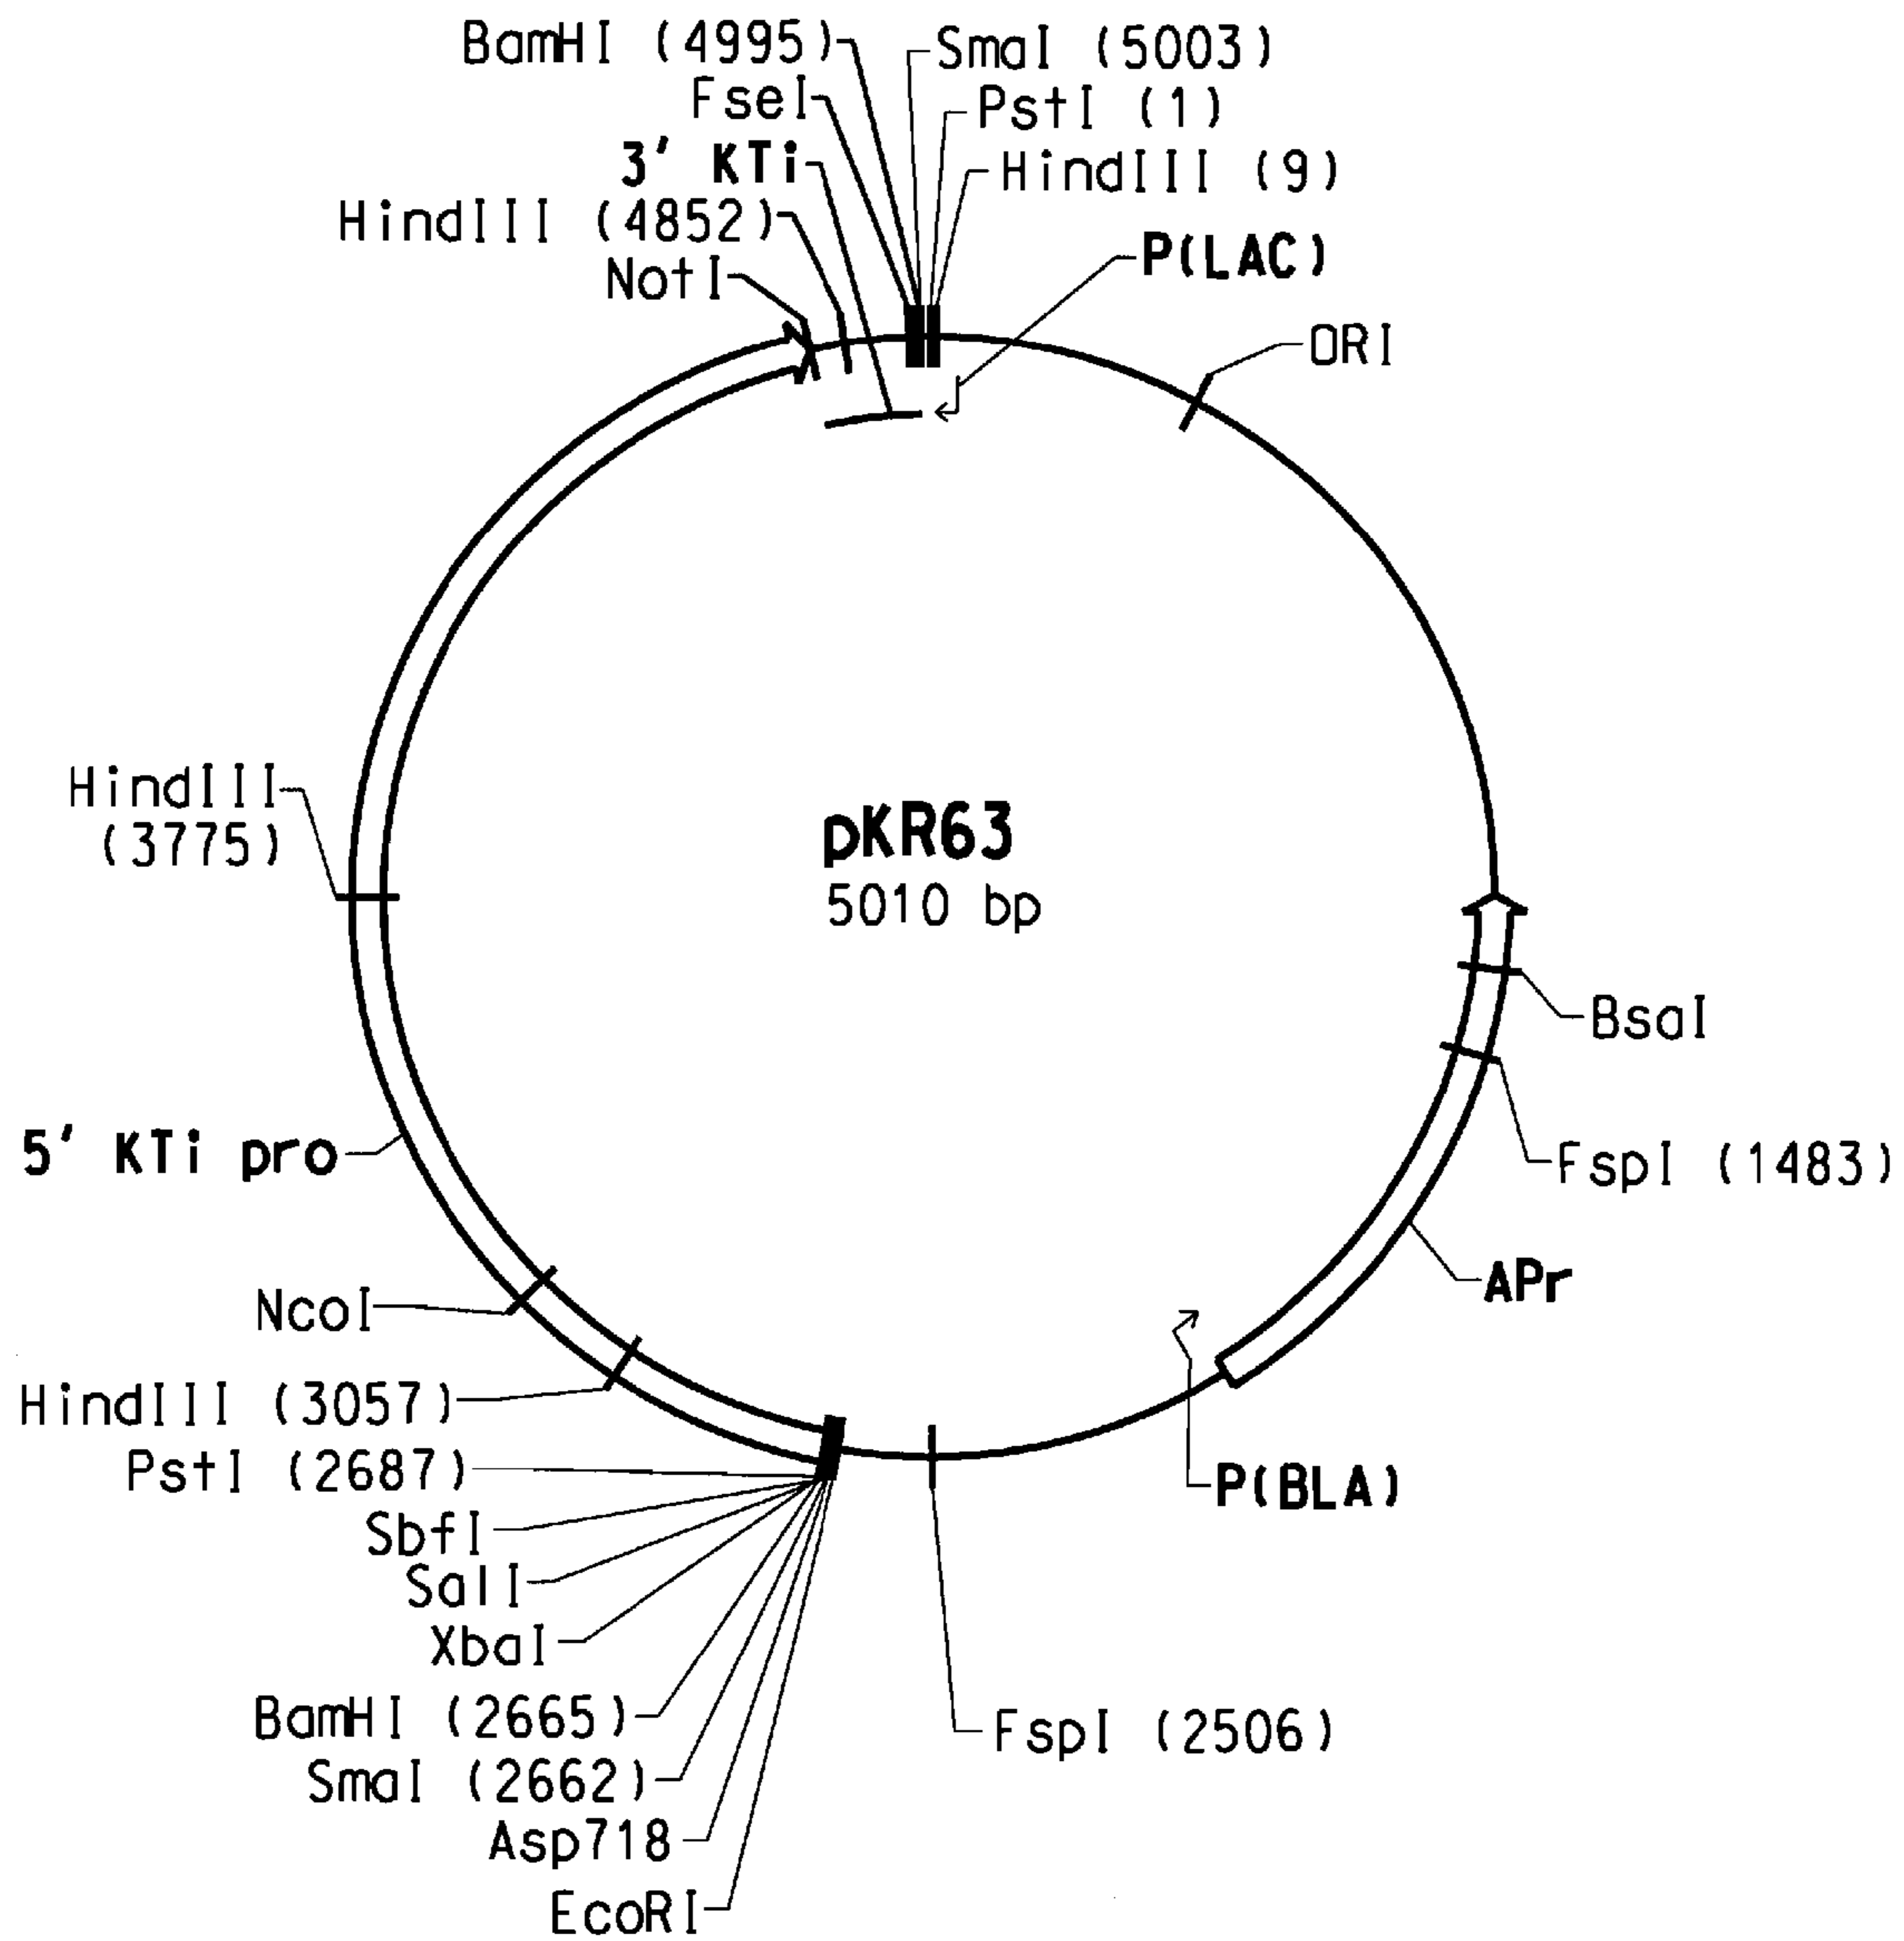 BamHI (4995)
SmaI (5003)
FseI
PstI (1)
3' KTi
HindIII (9)
HindIII (4852)
P(LAC)
NotI
ORI
HindIII
(3775)
pKR63
5010 bp
BsaI
5' KTi pro
FspI (1483)
APr
NcoI
HindIII (3057)
PstI (2687)
P(BLA)
SbfI
SalI
XbaI
BamHI (2665)
FspI (2506)
SmaI (2662)
Asp718
EcoRI